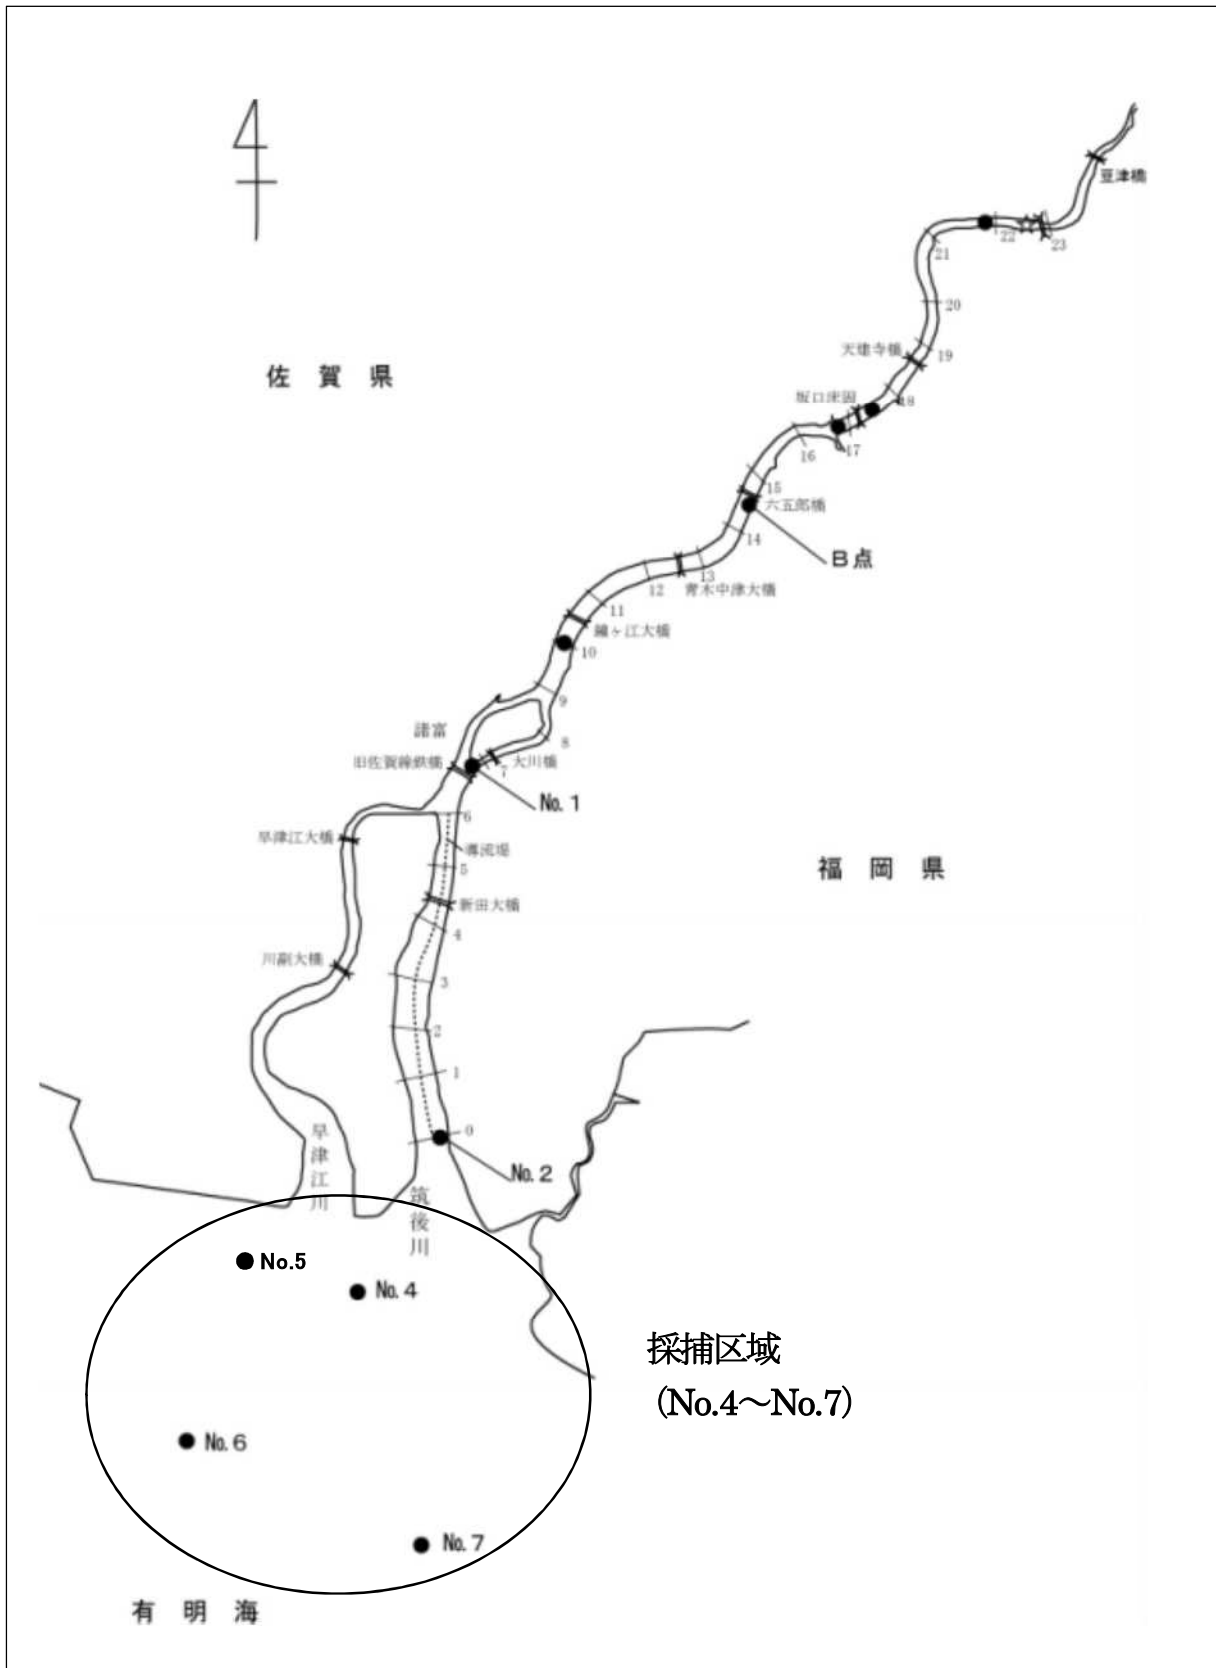 豆津橋
22
23
21
20
佐 賀 県
天建寺橋
19
坂口床固
18
17
16
15
六五郎橋
14
B点
13
12
青木中津大橋
11
鐘ヶ江大橋
10
9
諸富
8
旧佐賀線鉄橋
7
大川橋
No. 1
6
早津江大橋
導流堤
5
福 岡 県
新田大橋
4
川副大橋
3
2
1
0
早津江川
No. 2
筑後川
No.5
No. 4
採捕区域
(No.4～No.7)
No. 6
No. 7
有 明 海